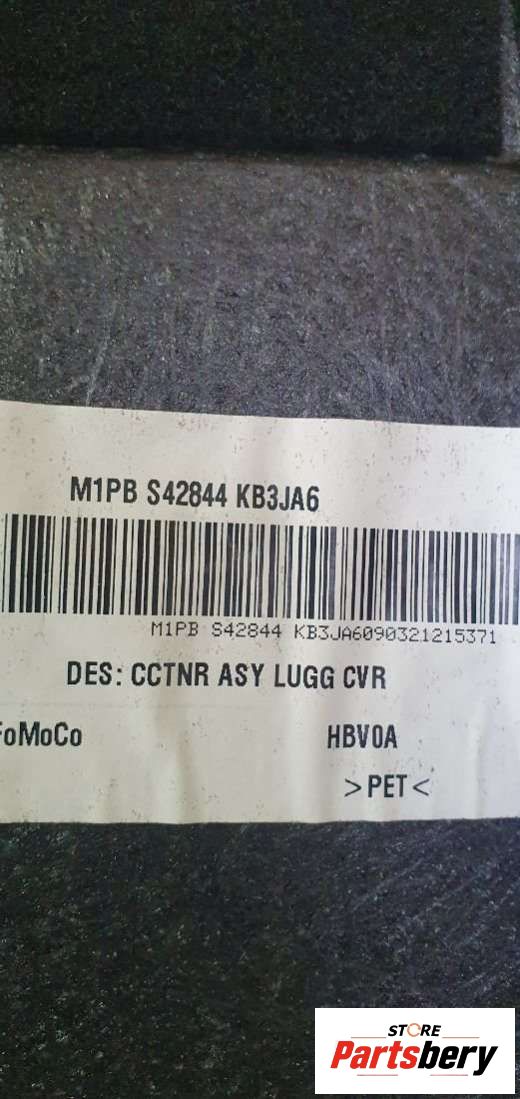 M1PB S42844 KB3JA6
M1PB S42844 KB3JA6090321215371
DES: CCTNR ASY LUGG CVR
FoMoCo HBV0A
>PET<
STORE
Partsbery